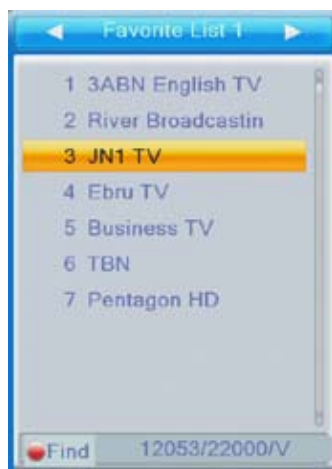 Favorite List 1
1 3ABN English TV
2 River Broadcastin
3 JN1 TV
4 Ebru TV
5 Business TV
6 TBN
7 Pentagon HD
Find 12053/22000/V